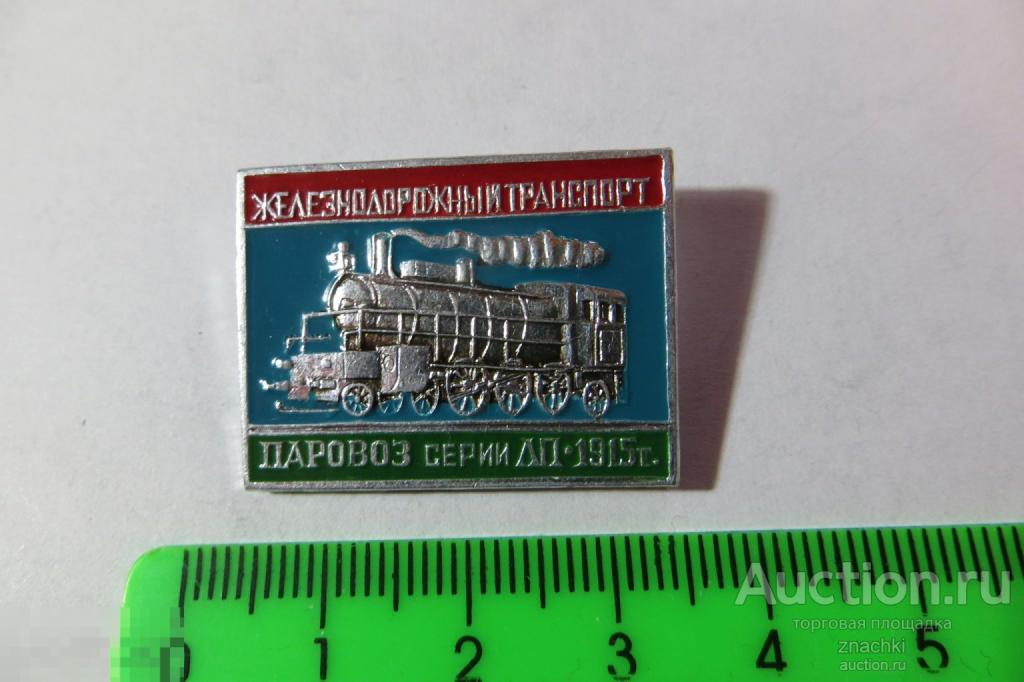 ЖЕЛЕЗНОДОРОЖНЫЙ ТРАНСПОРТ
ПАРОВОЗ СЕРИИ ЛП•1915г.
0 1 2 3 4 5
Auction.ru
торговая площадка
znachki
auction.ru